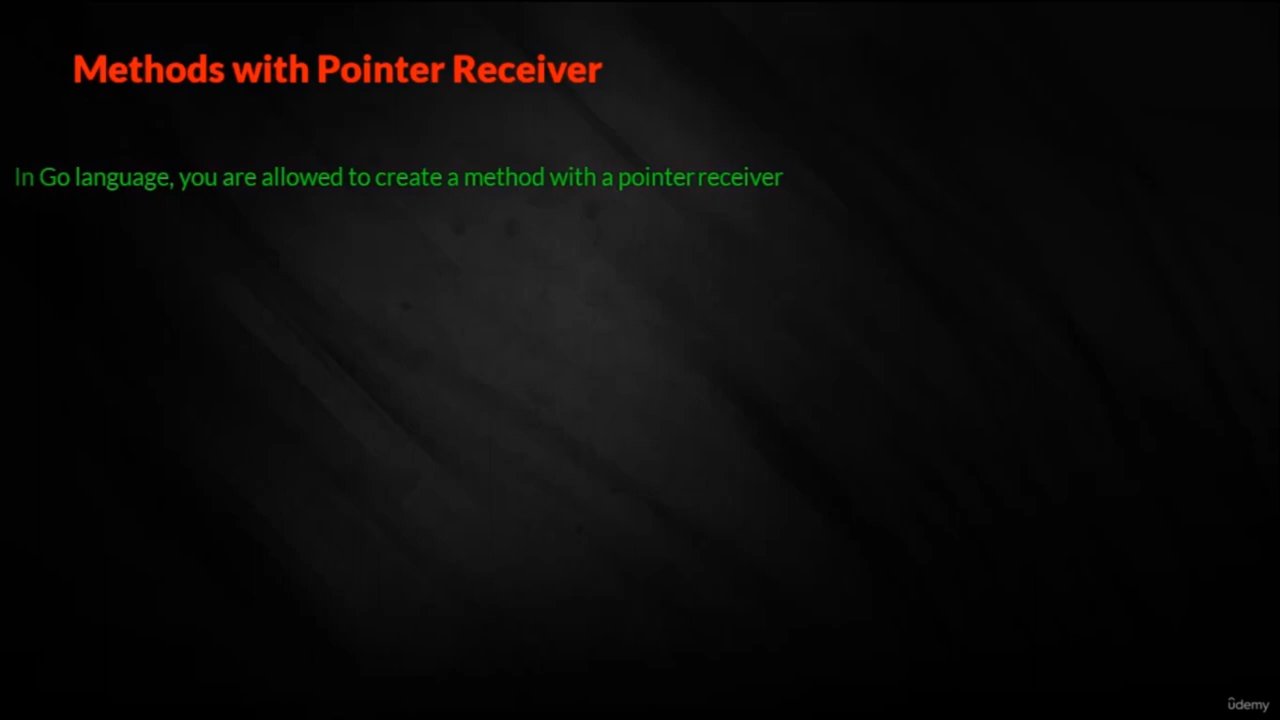 Methods with Pointer Receiver
In Go language, you are allowed to create a method with a pointer receiver
ûdemy